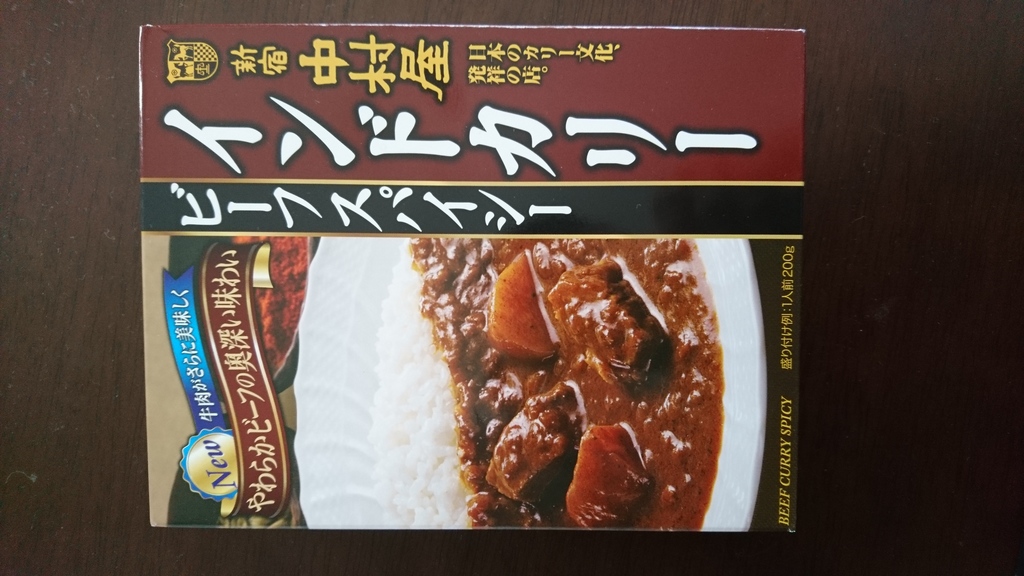 新宿
中村屋
日本のカリー文化、
発祥の店。
インドカリー
ビーフスパイシー
New
牛肉がさらに美味しく
やわらかビーフの奥深い味わい
BEEF CURRY SPICY
盛り付け例:1人前200g